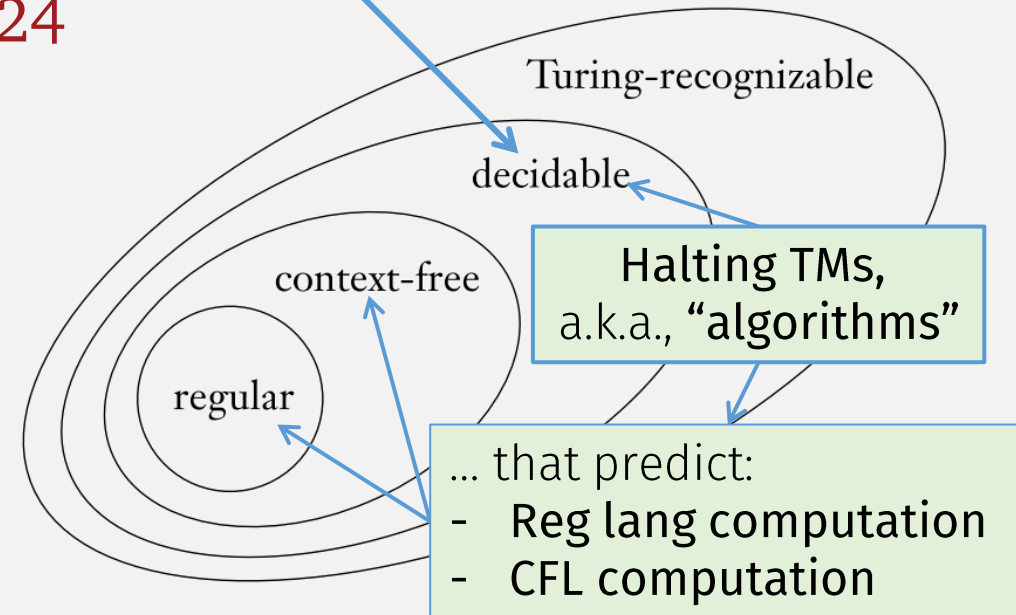 24
Turing-recognizable
decidable
context-free
Halting TMs,
a.k.a., “algorithms”
regular
... that predict:
- Reg lang computation
- CFL computation